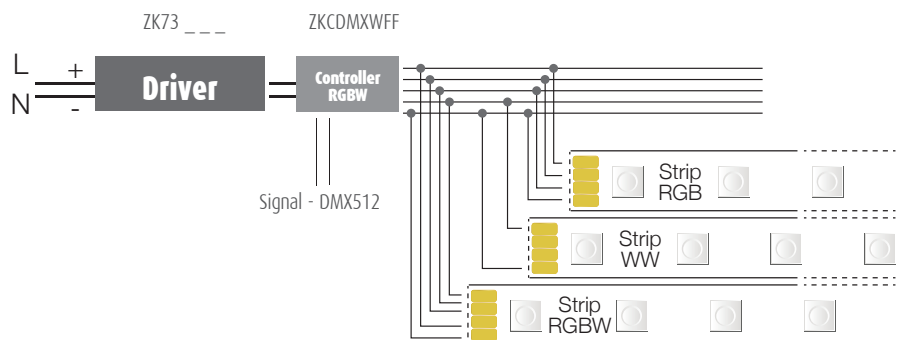 ZK73 _ _ _
ZKCDMXWFF
L
+
N
-
Driver
Controller
RGBW
Signal - DMX512
Strip
RGB
Strip
WW
Strip
RGBW